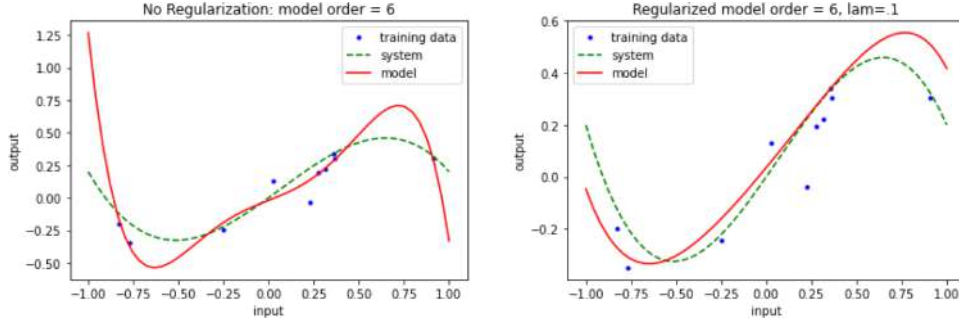 No Regularization: model order = 6
1.25
1.00
0.75
0.50
0.25
0.00
−0.25
−0.50
output
training data
system
model
−1.00 −0.75 −0.50 −0.25 0.00 0.25 0.50 0.75 1.00
input
Regularized model order = 6, lam=.1
0.6
0.4
0.2
0.0
−0.2
output
training data
system
model
−1.00 −0.75 −0.50 −0.25 0.00 0.25 0.50 0.75 1.00
input